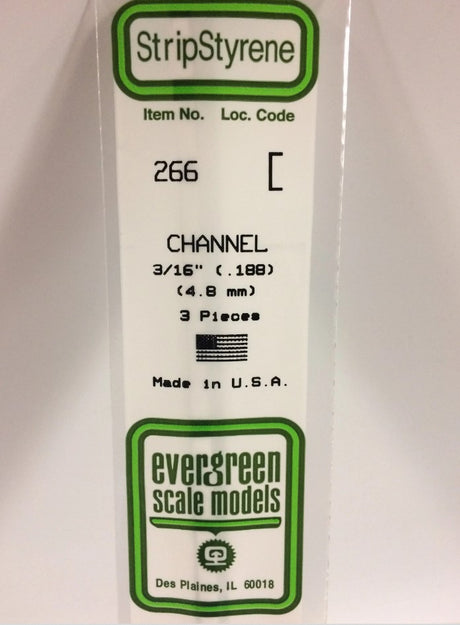 StripStyrene
Item No. Loc. Code
266 [
CHANNEL
3/16" (.188)
(4.8 mm)
3 Pieces
Made in U.S.A.
evergreen
scale models
Des Plaines, IL 60018